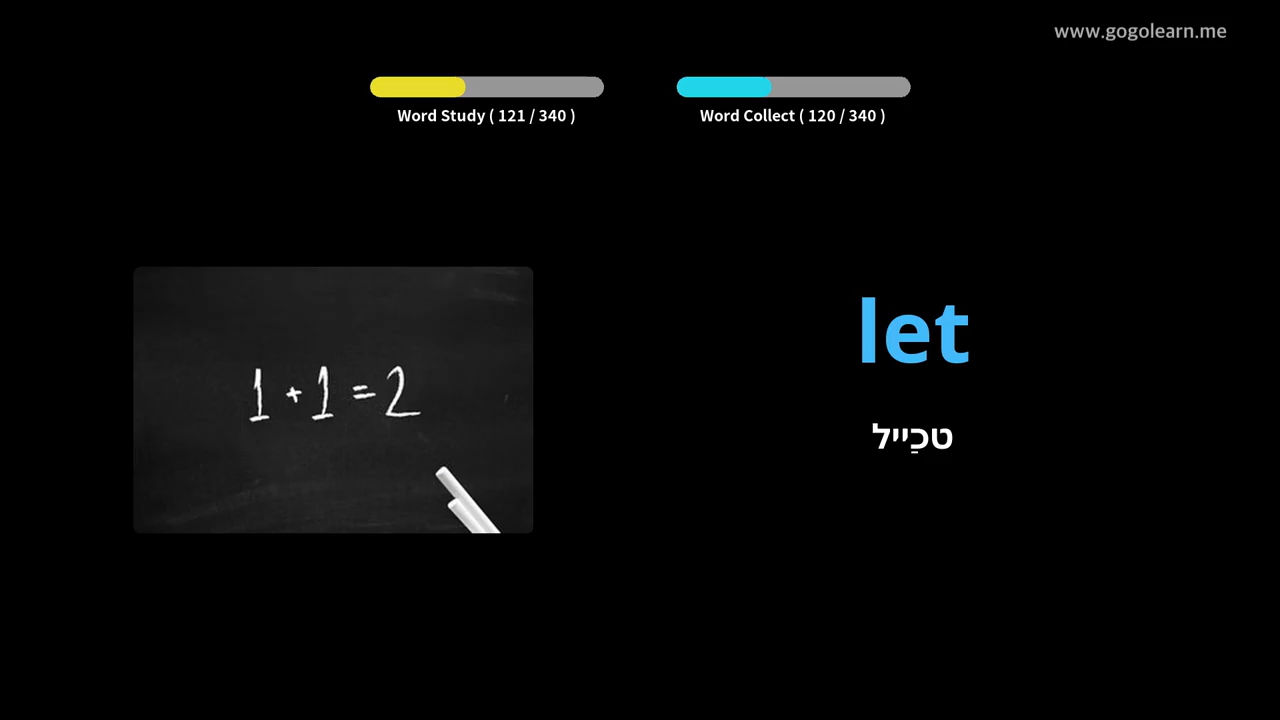 www.gogolearn.me
Word Study ( 121 / 340 )
Word Collect ( 120 / 340 )
1 + 1 = 2
let
טכַייל